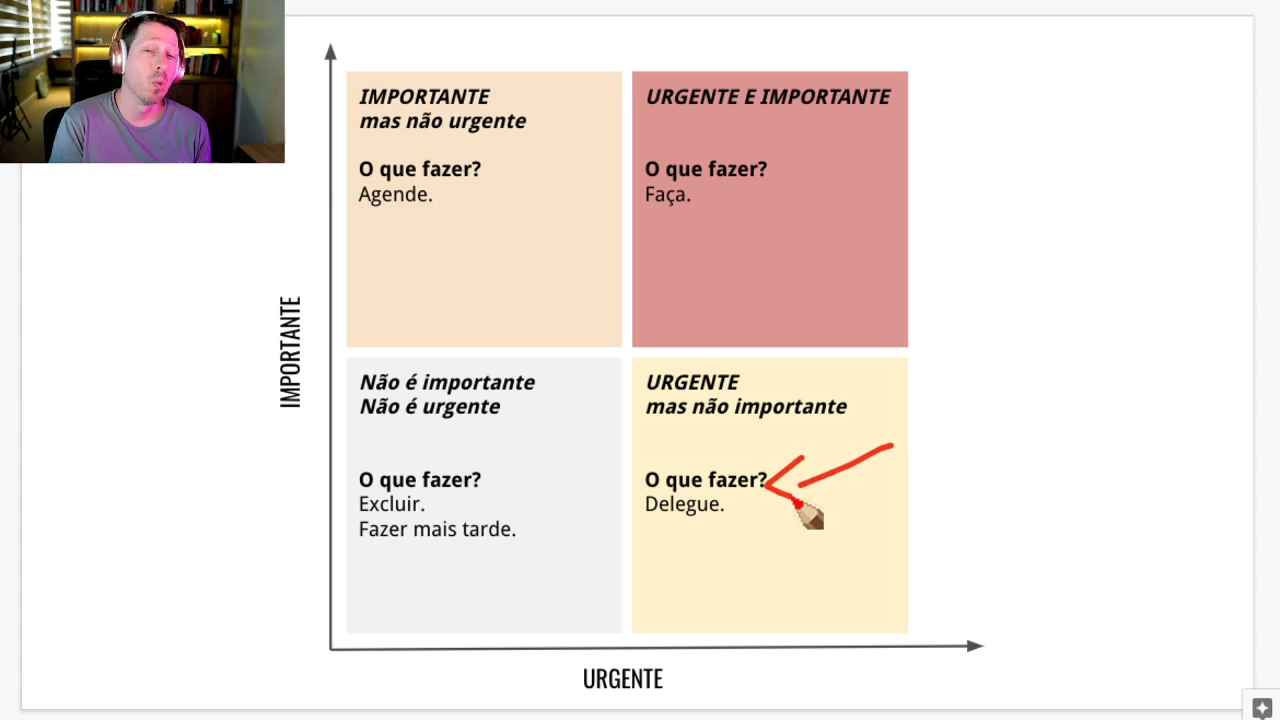 IMPORTANTE
mas não urgente
O que fazer?
Agende.
URGENTE E IMPORTANTE
O que fazer?
Faça.
IMPORTANTE
Não é importante
Não é urgente
O que fazer?
Excluir.
Fazer mais tarde.
URGENTE
mas não importante
O que fazer?
Delegue.
URGENTE